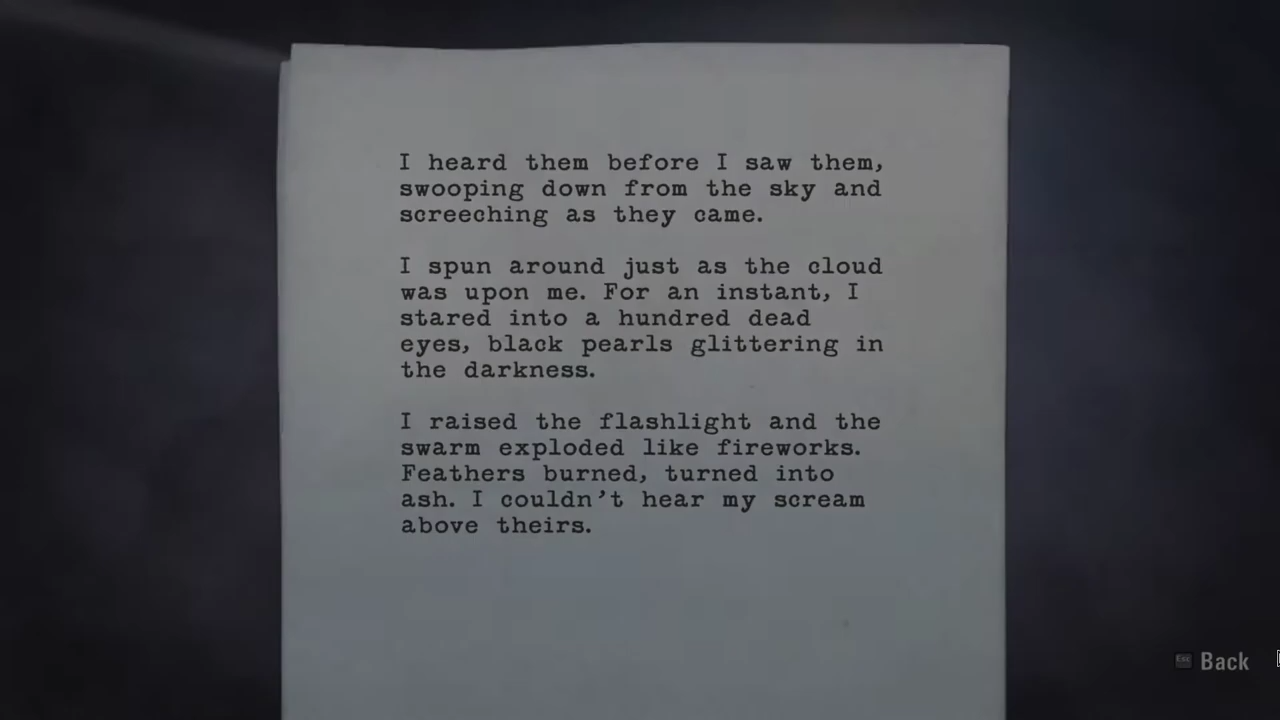 I heard them before I saw them,
swooping down from the sky and
screeching as they came.
I spun around just as the cloud
was upon me. For an instant, I
stared into a hundred dead
eyes, black pearls glittering in
the darkness.
I raised the flashlight and the
swarm exploded like fireworks.
Feathers burned, turned into
ash. I couldn't hear my scream
above theirs.
Esc Back